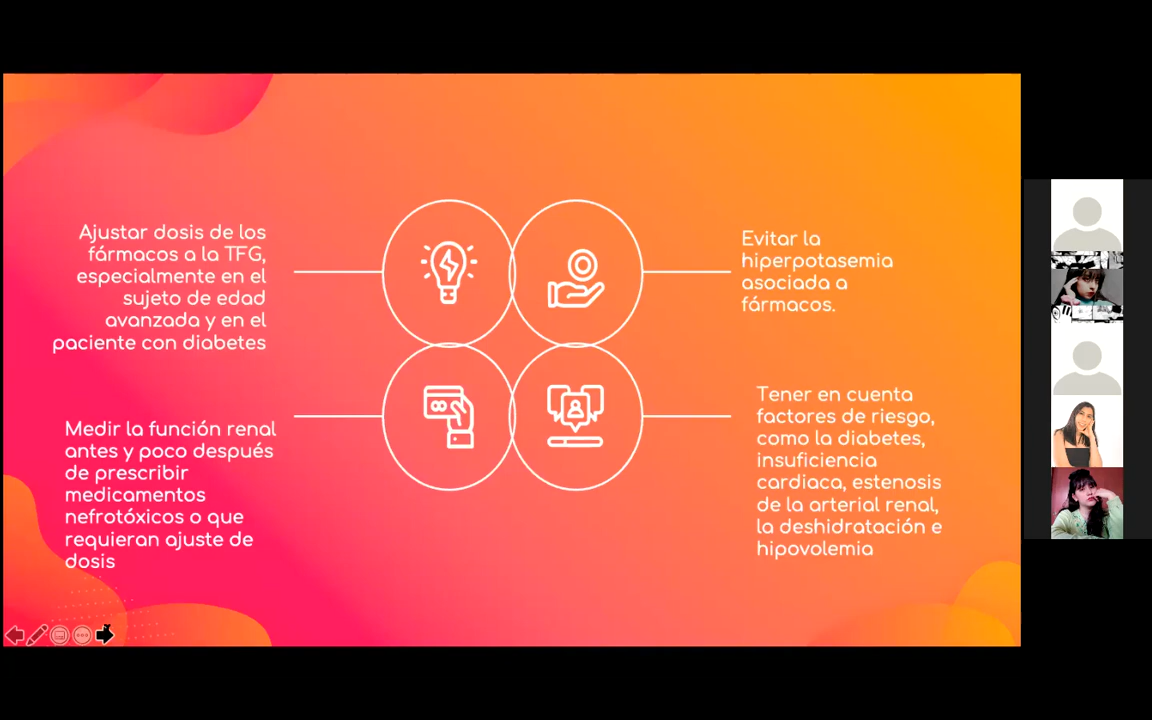 Ajustar dosis de los
fármacos a la TFG,
especialmente en el
sujeto de edad
avanzada y en el
paciente con diabetes
Evitar la
hiperpotasemia
asociada a
fármacos.
Medir la función renal
antes y poco después
de prescribir
medicamentos
nefrotóxicos o que
requieran ajuste de
dosis
Tener en cuenta
factores de riesgo,
como la diabetes,
insuficiencia
cardiaca, estenosis
de la arterial renal,
la deshidratación e
hipovolemia